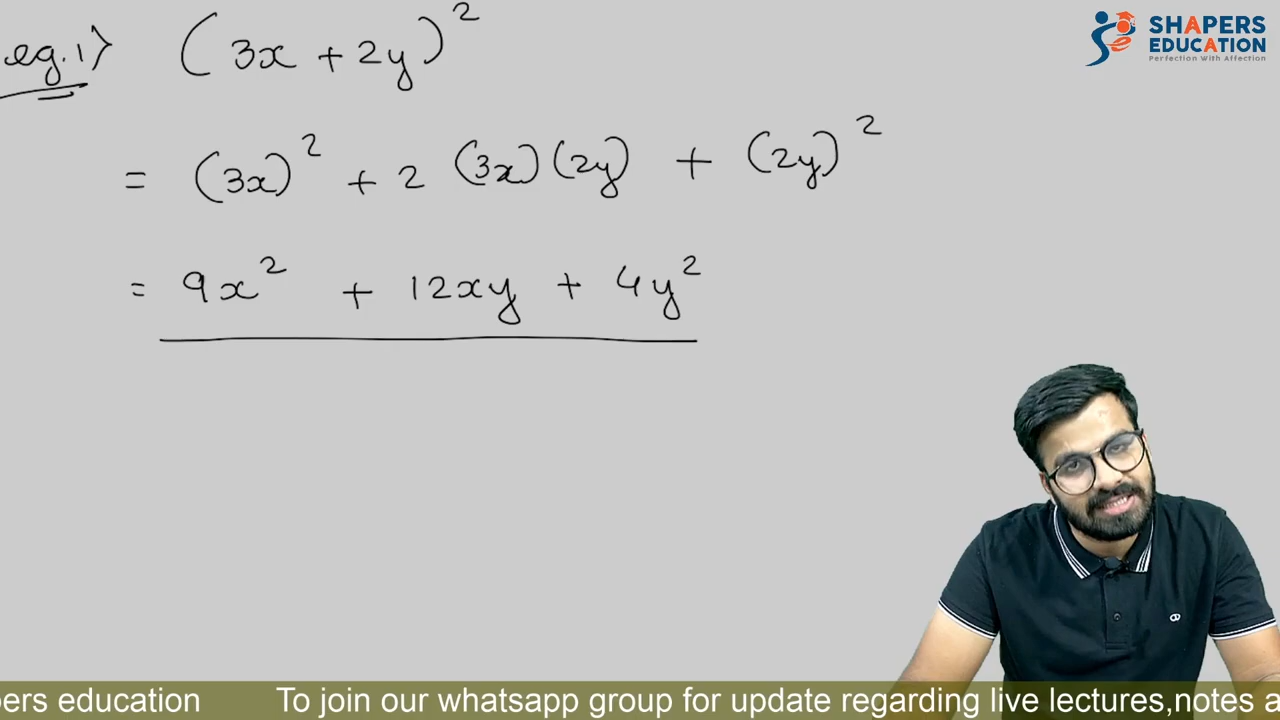 eg.1) (3x + 2y)²
= (3x)² + 2 (3x)(2y) + (2y)²
= 9x² + 12xy + 4y²
SHAPERS
EDUCATION
Perfection With Affection
pers education To join our whatsapp group for update regarding live lectures,notes a